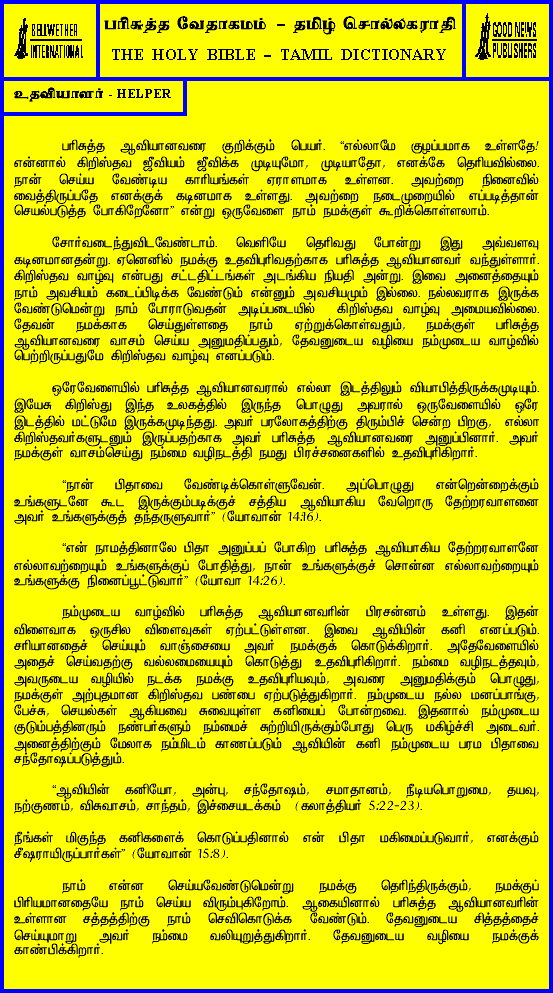 BELLWETHER
INTERNATIONAL
பரிசுத்த வேதாகமம் – தமிழ் சொல்லகராதி
THE HOLY BIBLE – TAMIL DICTIONARY
GOOD NEWS
PUBLISHERS
உதவியாளர் - HELPER
பரிசுத்த ஆவியானவரை குறிக்கும் பெயர். “எல்லாமே குழப்பமாக உள்ளதே!
என்னால் கிறிஸ்தவ ஜீவியம் ஜீவிக்க முடியுமோ, முடியாதோ, எனக்கே தெரியவில்லை.
நான் செய்ய வேண்டிய காரியங்கள் ஏராளமாக உள்ளன. அவற்றை நினைவில்
வைத்திருப்பதே எனக்குக் கடினமாக உள்ளது. அவற்றை நடைமுறையில் எப்படித்தான்
செயல்படுத்த போகிறேனோ” என்று ஒருவேளை நாம் நமக்குள் கூறிக்கொள்ளலாம்.
சோர்வடைந்துவிடவேண்டாம். வெளியே தெரிவது போன்று இது அவ்வளவு
கடினமானதன்று. ஏனெனில் நமக்கு உதவிபுரிவதற்காக பரிசுத்த ஆவியானவர் வந்துள்ளார்.
கிறிஸ்தவ வாழ்வு என்பது சட்டதிட்டங்கள் அடங்கிய நியதி அன்று. இவை அனைத்தையும்
நாம் அவசியம் கடைப்பிடிக்க வேண்டும் என்னும் அவசியமும் இல்லை. நல்லவராக இருக்க
வேண்டுமென்று நாம் போராடுவதன் அடிப்படையில் கிறிஸ்தவ வாழ்வு அமையவில்லை.
தேவன் நமக்காக செய்துள்ளதை நாம் ஏற்றுக்கொள்வதும், நமக்குள் பரிசுத்த
ஆவியானவரை வாசம் செய்ய அனுமதிப்பதும், தேவனுடைய வழியை நம்முடைய வாழ்வில்
பெற்றிருப்பதுமே கிறிஸ்தவ வாழ்வு எனப்படும்.
ஒரேவேளையில் பரிசுத்த ஆவியானவரால் எல்லா இடத்திலும் வியாபித்திருக்கமுடியும்.
இயேசு கிறிஸ்து இந்த உலகத்தில் இருந்த பொழுது அவரால் ஒருவேளையில் ஒரே
இடத்தில் மட்டுமே இருக்கமுடிந்தது. அவர் பரலோகத்திற்கு திரும்பிச் சென்ற பிறகு, எல்லா
கிறிஸ்தவர்களுடனும் இருப்பதற்காக அவர் பரிசுத்த ஆவியானவரை அனுப்பினார். அவர்
நமக்குள் வாசம்செய்து நம்மை வழிநடத்தி நமது பிரச்சனைகளில் உதவிபுரிகிறார்.
“நான் பிதாவை வேண்டிக்கொள்ளுவேன். அப்பொழுது என்றென்றைக்கும்
உங்களுடனே கூட இருக்கும்படிக்குச் சத்திய ஆவியாகிய வேறொரு தேற்றரவாளனை
அவர் உங்களுக்குத் தந்தருளுவார்” (யோவான் 14:16).
“என் நாமத்தினாலே பிதா அனுப்பப் போகிற பரிசுத்த ஆவியாகிய தேற்றரவாளனே
எல்லாவற்றையும் உங்களுக்குப் போதித்து, நான் உங்களுக்குச் சொன்ன எல்லாவற்றையும்
உங்களுக்கு நினைப்பூட்டுவார்” (யோவா 14:26).
நம்முடைய வாழ்வில் பரிசுத்த ஆவியானவரின் பிரசன்னம் உள்ளது. இதன்
விளைவாக ஒருசில விளைவுகள் ஏற்பட்டுள்ளன. இவை ஆவியின் கனி எனப்படும்.
சரியானதைச் செய்யும் வாஞ்சையை அவர் நமக்குக் கொடுக்கிறார். அதேவேளையில்
அதைச் செய்வதற்கு வல்லமையையும் கொடுத்து உதவிபுரிகிறார். நம்மை வழிநடத்தவும்,
அவருடைய வழியில் நடக்க நமக்கு உதவிபுரியவும், அவரை அனுமதிக்கும் பொழுது,
நமக்குள் அற்புதமான கிறிஸ்தவ பண்பை ஏற்படுத்துகிறார். நம்முடைய நல்ல மனப்பாங்கு,
பேச்சு, செயல்கள் ஆகியவை சுவையுள்ள கனியைப் போன்றவை. இதனால் நம்முடைய
குடும்பத்தினரும் நண்பர்களும் நம்மைச் சுற்றியிருக்கும்போது பெரு மகிழ்ச்சி அடைவர்.
அனைத்திற்கும் மேலாக நம்மிடம் காணப்படும் ஆவியின் கனி நம்முடைய பரம பிதாவை
சந்தோஷப்படுத்தும்.
“ஆவியின் கனியோ, அன்பு, சந்தோஷம், சமாதானம், நீடியபொறுமை, தயவு,
நற்குணம், விசுவாசம், சாந்தம், இச்சையடக்கம் (கலாத்தியர் 5:22-23).
நீங்கள் மிகுந்த கனிகளைக் கொடுப்பதினால் என் பிதா மகிமைப்படுவார், எனக்கும்
சீஷராயிருப்பார்கள்” (யோவான் 15:8).
நாம் என்ன செய்யவேண்டுமென்று நமக்கு தெரிந்திருக்கும், நமக்குப்
பிரியமானதையே நாம் செய்ய விரும்புகிறோம். ஆகையினால் பரிசுத்த ஆவியானவரின்
உள்ளான சத்தத்திற்கு நாம் செவிகொடுக்க வேண்டும். தேவனுடைய சித்தத்தைச்
செய்யுமாறு அவர் நம்மை வலியுறுத்துகிறார். தேவனுடைய வழியை நமக்குக்
காண்பிக்கிறார்.